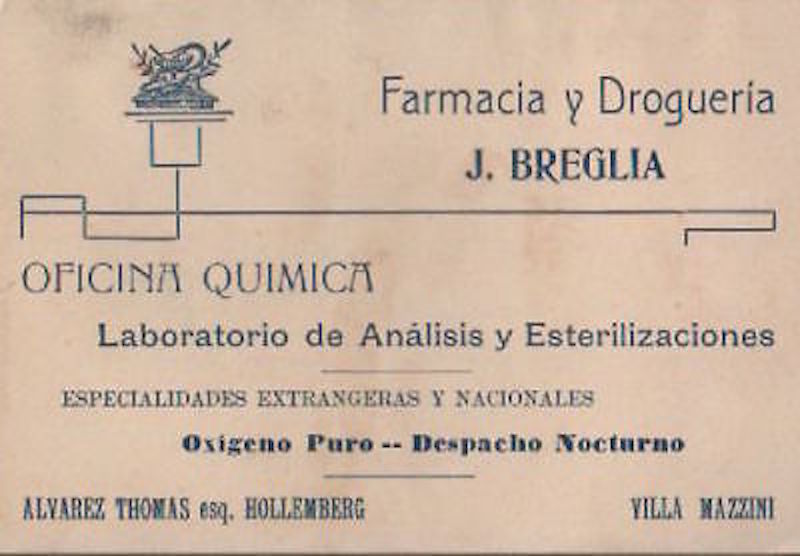 Farmacia y Droguería
J. BREGLIA
OFICINA QUIMICA
Laboratorio de Análisis y Esterilizaciones
ESPECIALIDADES EXTRANGERAS Y NACIONALES
Oxígeno Puro -- Despacho Nocturno
ALVAREZ THOMAS esq. HOLLEMBERG VILLA MAZZINI